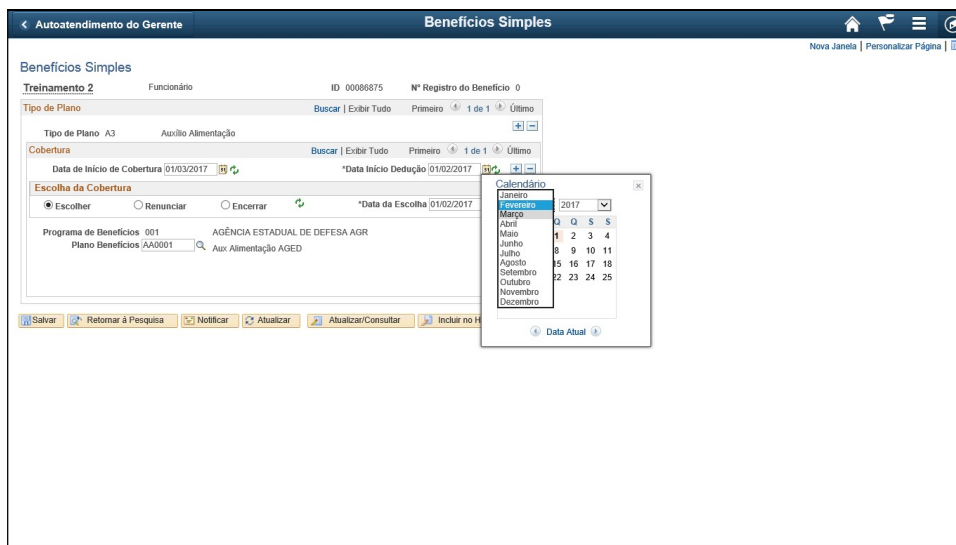 Autoatendimento do Gerente Benefícios Simples
Nova Janela | Personalizar Página |
Benefícios Simples
Treinamento 2 Funcionário ID 00086875 Nº Registro do Benefício 0
Tipo de Plano Buscar | Exibir Tudo Primeiro 1 de 1 Último
Tipo de Plano A3 Auxílio Alimentação
Cobertura Buscar | Exibir Tudo Primeiro 1 de 1 Último
Data de Início de Cobertura 01/03/2017 *Data Início Dedução 01/02/2017
Escolha da Cobertura
Escolher Renunciar Encerrar *Data da Escolha 01/02/2017
Programa de Benefícios 001 AGÊNCIA ESTADUAL DE DEFESA AGR
Plano Benefícios AA0001 Aux Alimentação AGED
Salvar Retornar à Pesquisa Notificar Atualizar Atualizar/Consultar Incluir no H
Calendário
Janeiro
Fevereiro 2017
Março
Abril Q Q S S
Maio 1 2 3 4
Junho
Julho 8 9 10 11
Agosto 15 16 17 18
Setembro
Outubro 22 23 24 25
Novembro
Dezembro
Data Atual